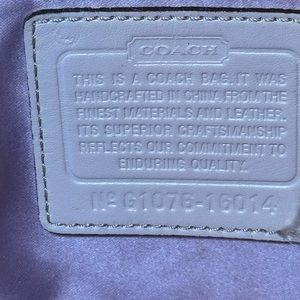 COACH
THIS IS A COACH BAG. IT WAS
HANDCRAFTED IN CHINA FROM THE
FINEST MATERIALS AND LEATHER.
ITS SUPERIOR CRAFTSMANSHIP
REFLECTS OUR COMMITMENT TO
ENDURING QUALITY.
Nº G1076-16014